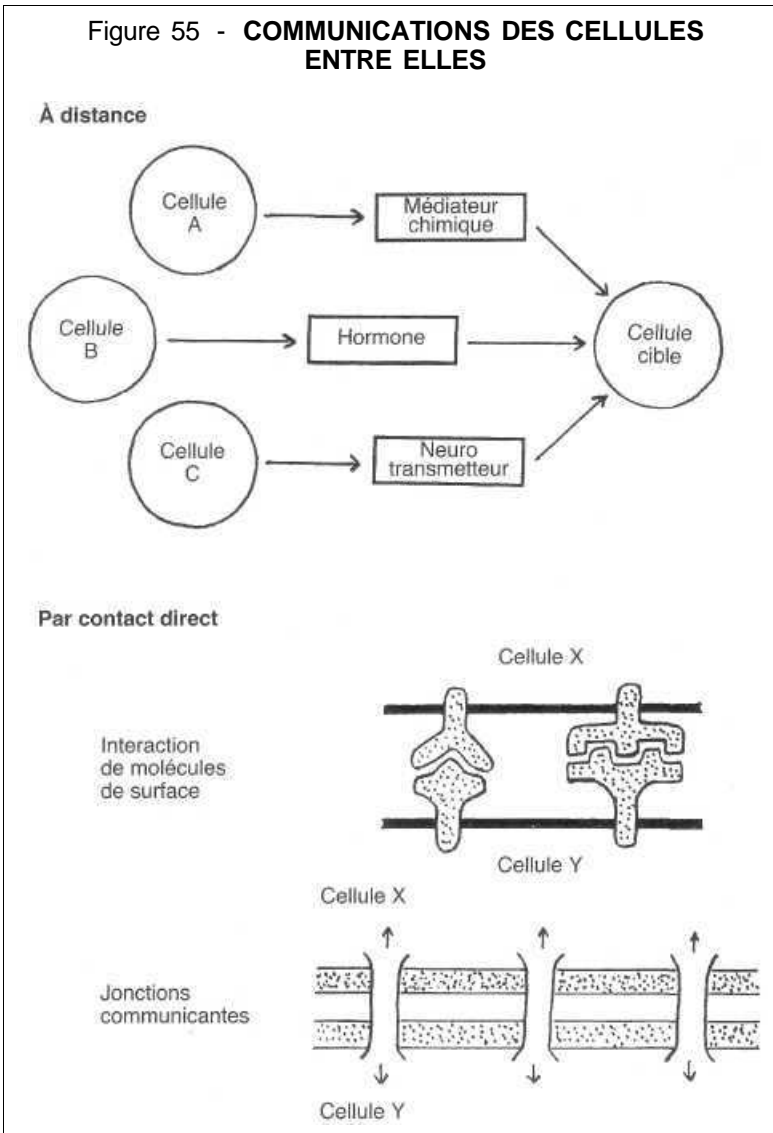 Figure 55 - COMMUNICATIONS DES CELLULES
ENTRE ELLES
À distance
Cellule
A
Médiateur
chimique
Cellule
B
Hormone
Cellule
cible
Cellule
C
Neuro
transmetteur
Par contact direct
Cellule X
Interaction
de molécules
de surface
Cellule Y
Cellule X
Jonctions
communicantes
Cellule Y